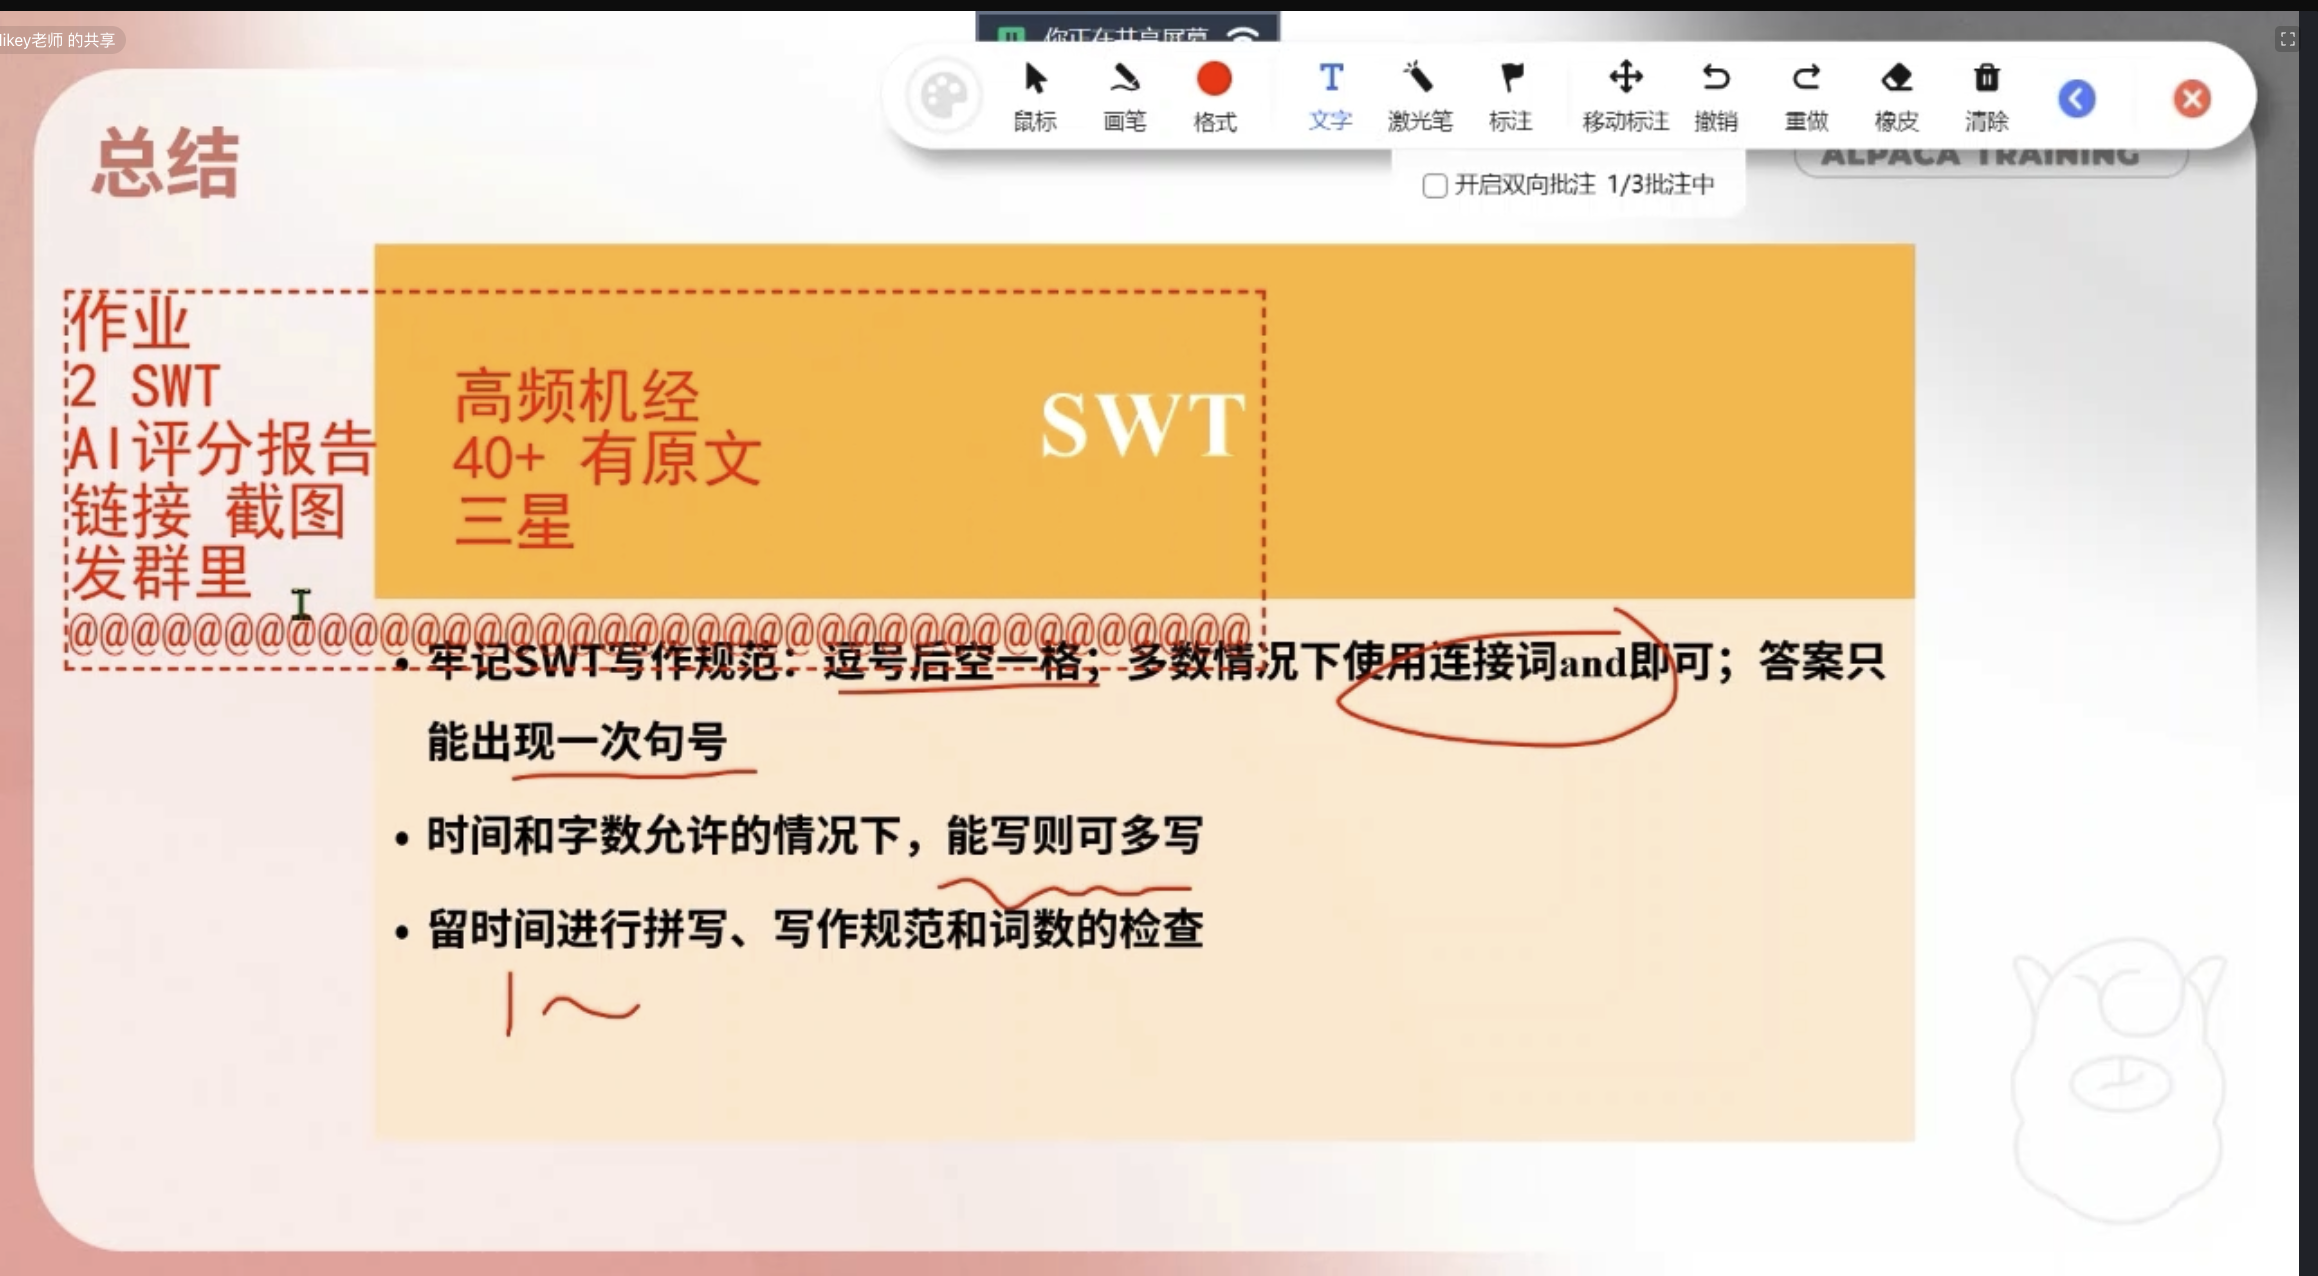 likey老师 的共享
你正在共享屏幕
鼠标 画笔 格式 文字 激光笔 标注 移动标注 撤销 重做 橡皮 清除
ALPACA TRAINING
开启双向批注 1/3批注中
总结
作业
2 SWT
AI评分报告
链接 截图
发群里
@@@@@@@@@@@@@@@@@@@@@@@@@@@@@@@@@@@@@@
高频机经
40+ 有原文
三星
SWT
• 牢记SWT写作规范：逗号后空一格；多数情况下使用连接词and即可；答案只
能出现一次句号
• 时间和字数允许的情况下，能写则可多写
• 留时间进行拼写、写作规范和词数的检查